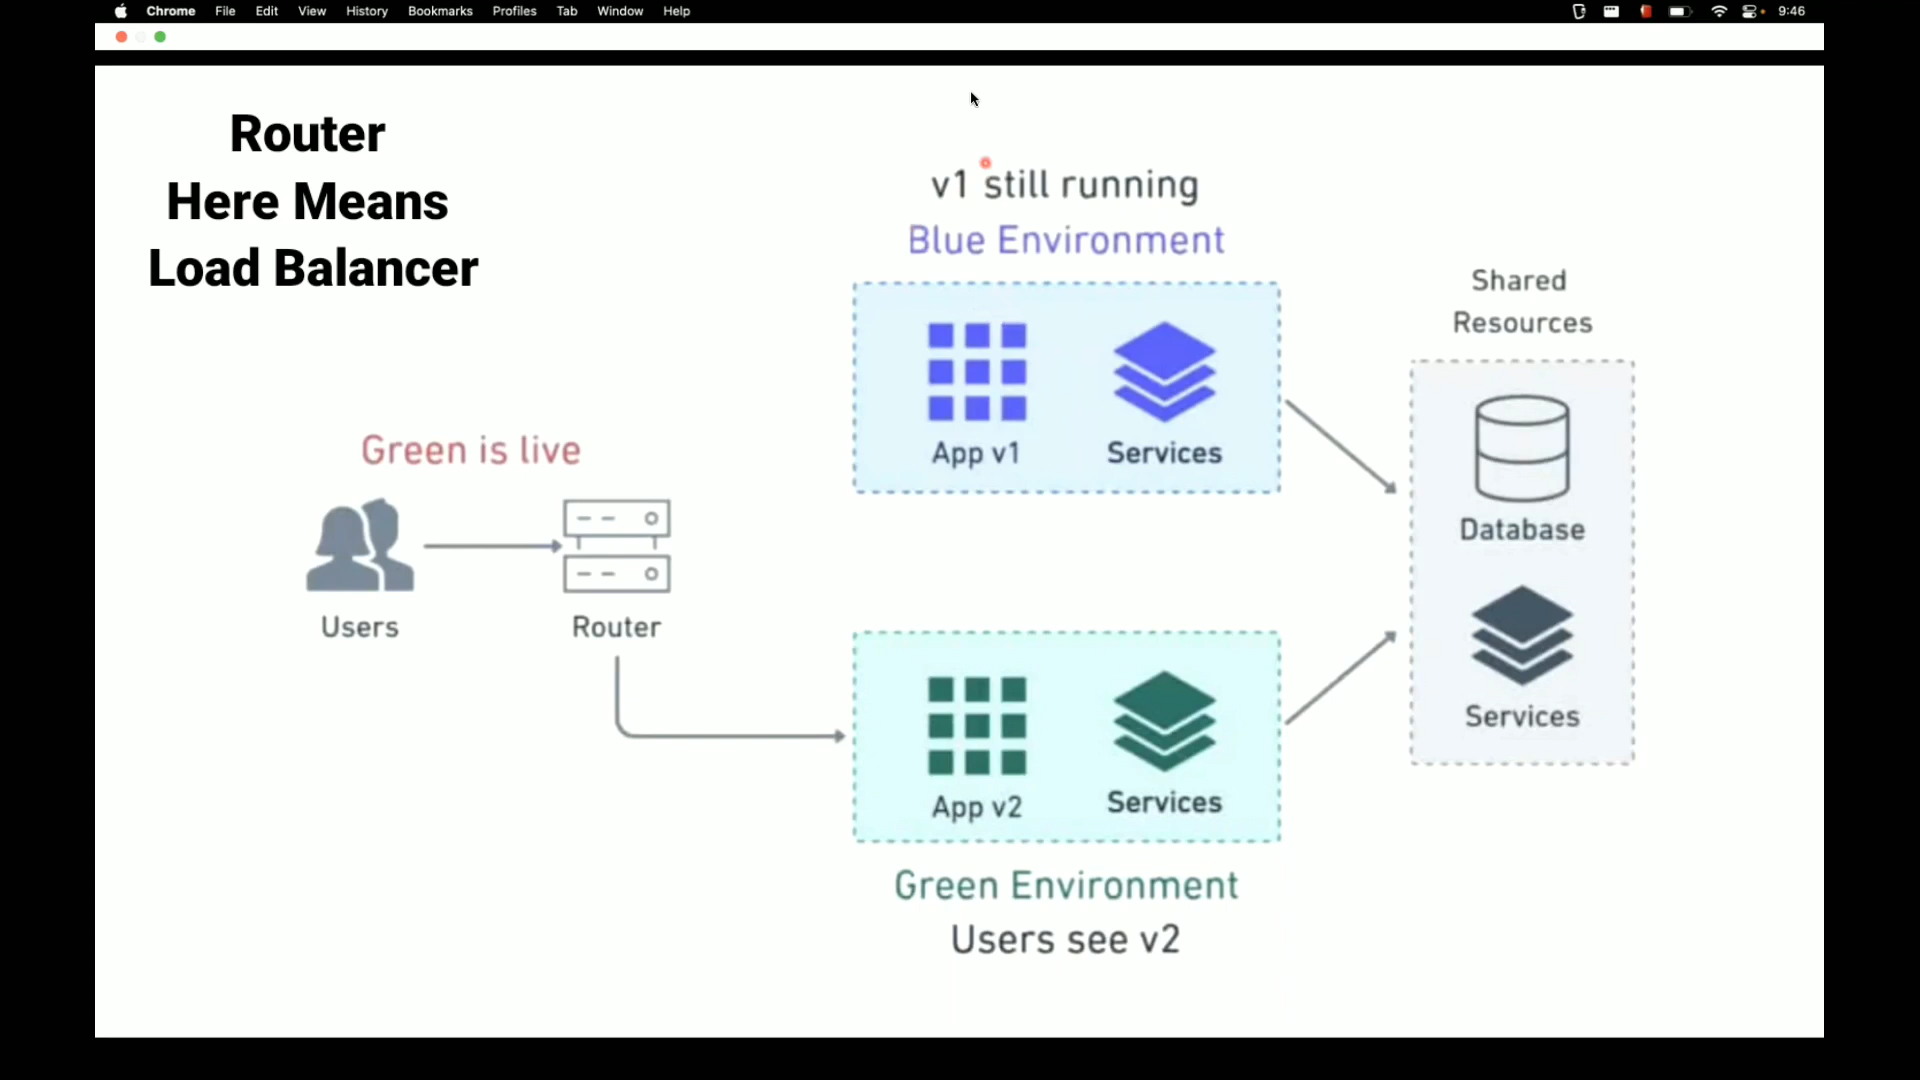 Chrome File Edit View History Bookmarks Profiles Tab Window Help 9:46
Router
Here Means
Load Balancer
v1 still running
Blue Environment
App v1
Services
Shared
Resources
Database
Services
Green is live
Users
Router
App v2
Services
Green Environment
Users see v2